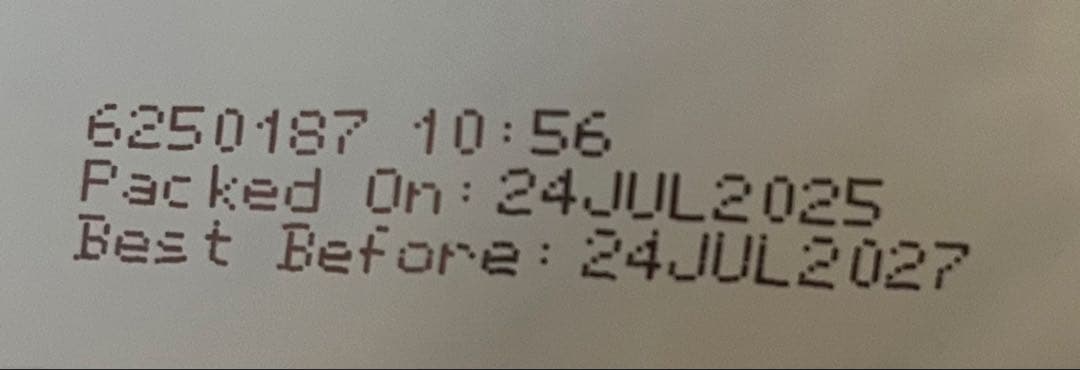 6250187 10:56
Packed On:24JUL2025
Best Before:24JUL2027